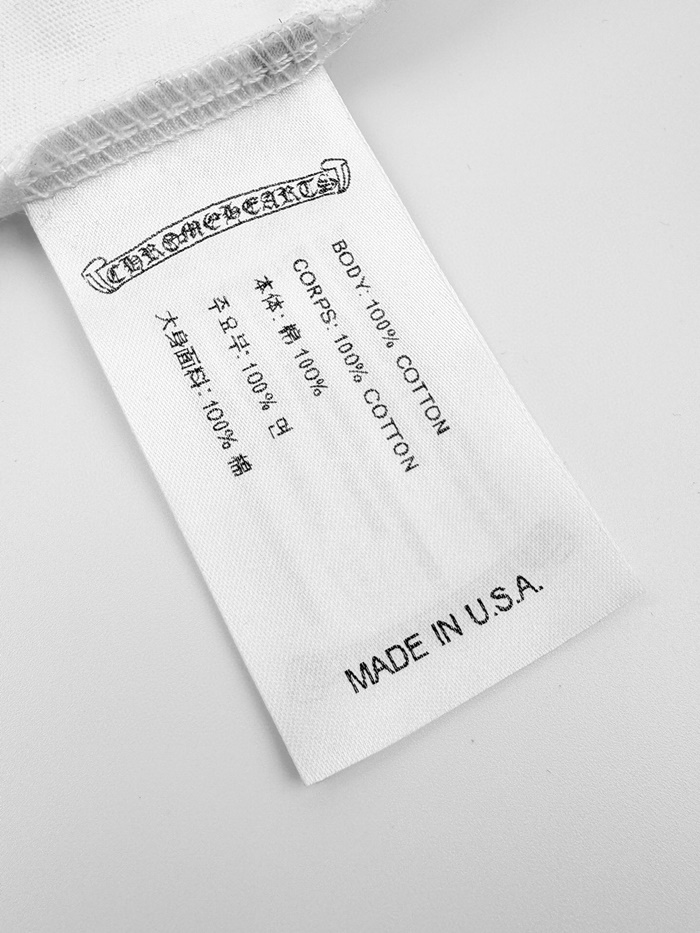 CHROME HEARTS
BODY: 100% COTTON
CORPS: 100% COTTON
本体: 棉 100%
주요부: 100% 면
大身面料: 100% 棉
MADE IN U.S.A.